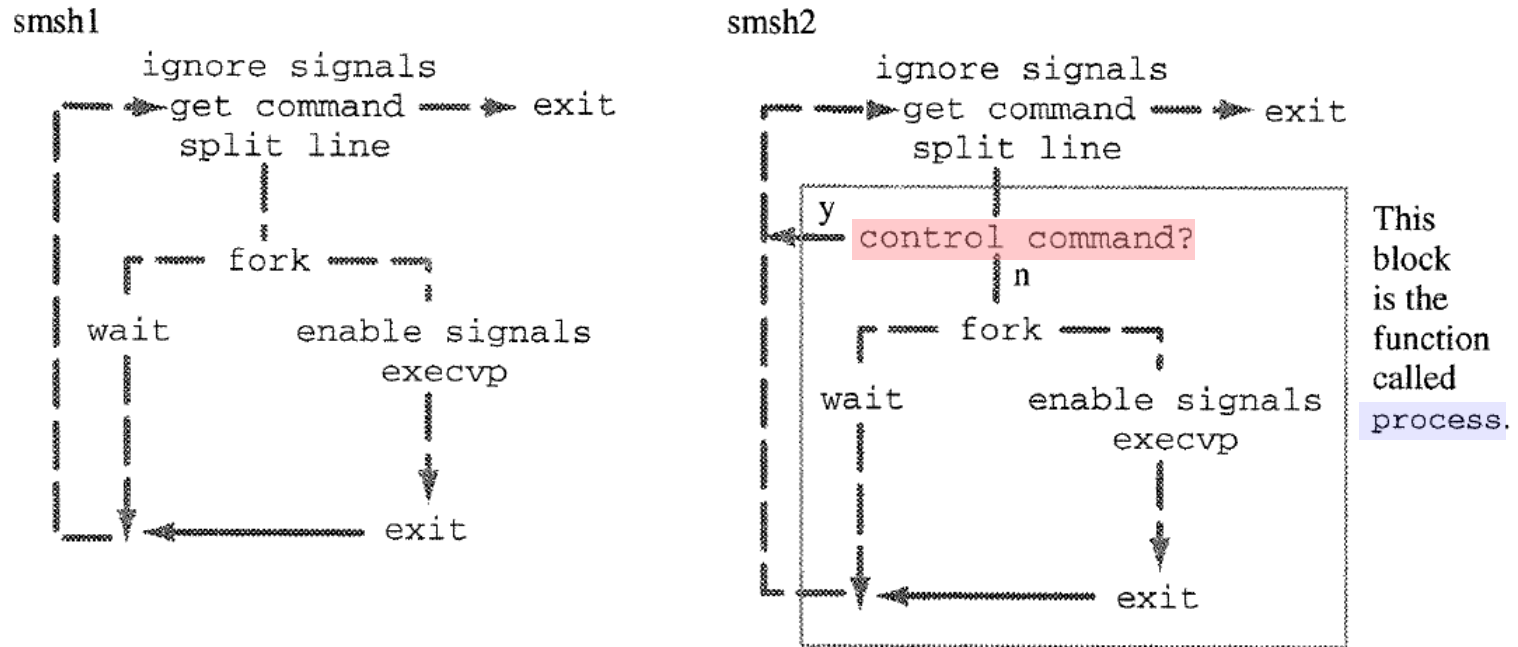 smsh1
ignore signals
get command exit
split line
fork
wait enable signals
execvp
exit
smsh2
ignore signals
get command exit
split line
y
control command?
n
fork
wait enable signals
execvp
exit
This
block
is the
function
called
process.